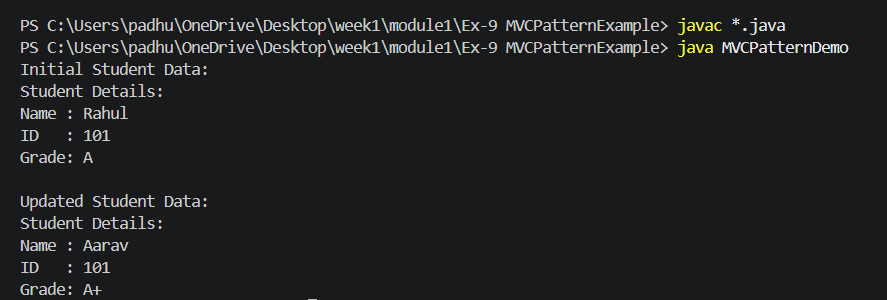 PS C:\Users\padhu\OneDrive\Desktop\week1\module1\Ex-9 MVCPatternExample> javac *.java
PS C:\Users\padhu\OneDrive\Desktop\week1\module1\Ex-9 MVCPatternExample> java MVCPatternDemo
Initial Student Data:
Student Details:
Name : Rahul
ID   : 101
Grade: A

Updated Student Data:
Student Details:
Name : Aarav
ID   : 101
Grade: A+